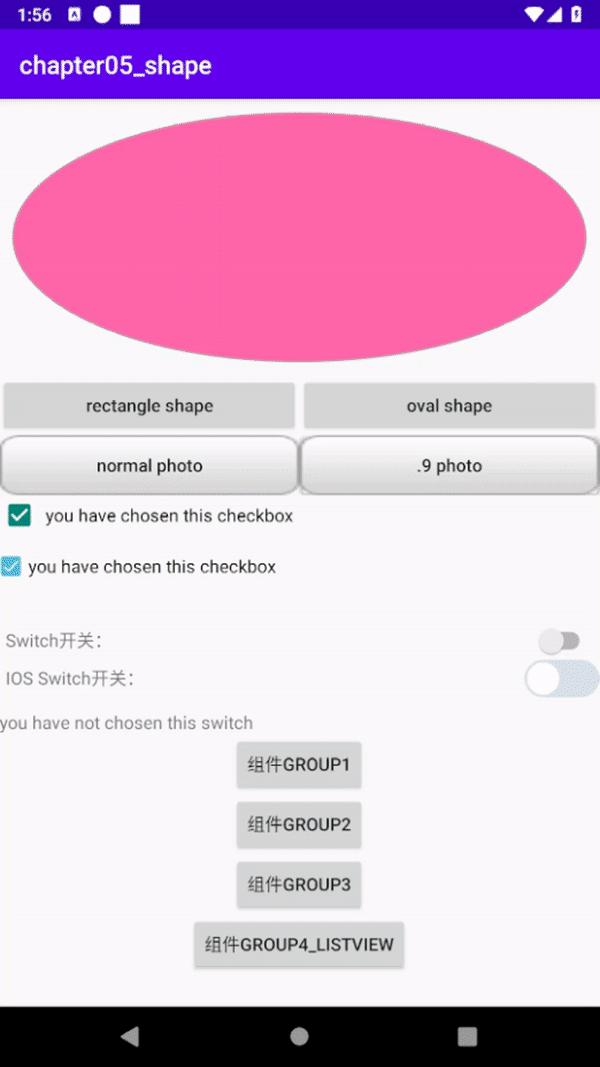 1:56
chapter05_shape
rectangle shape
oval shape
normal photo
.9 photo
you have chosen this checkbox
you have chosen this checkbox
Switch开关：
IOS Switch开关：
you have not chosen this switch
组件GROUP1
组件GROUP2
组件GROUP3
组件GROUP4_LISTVIEW